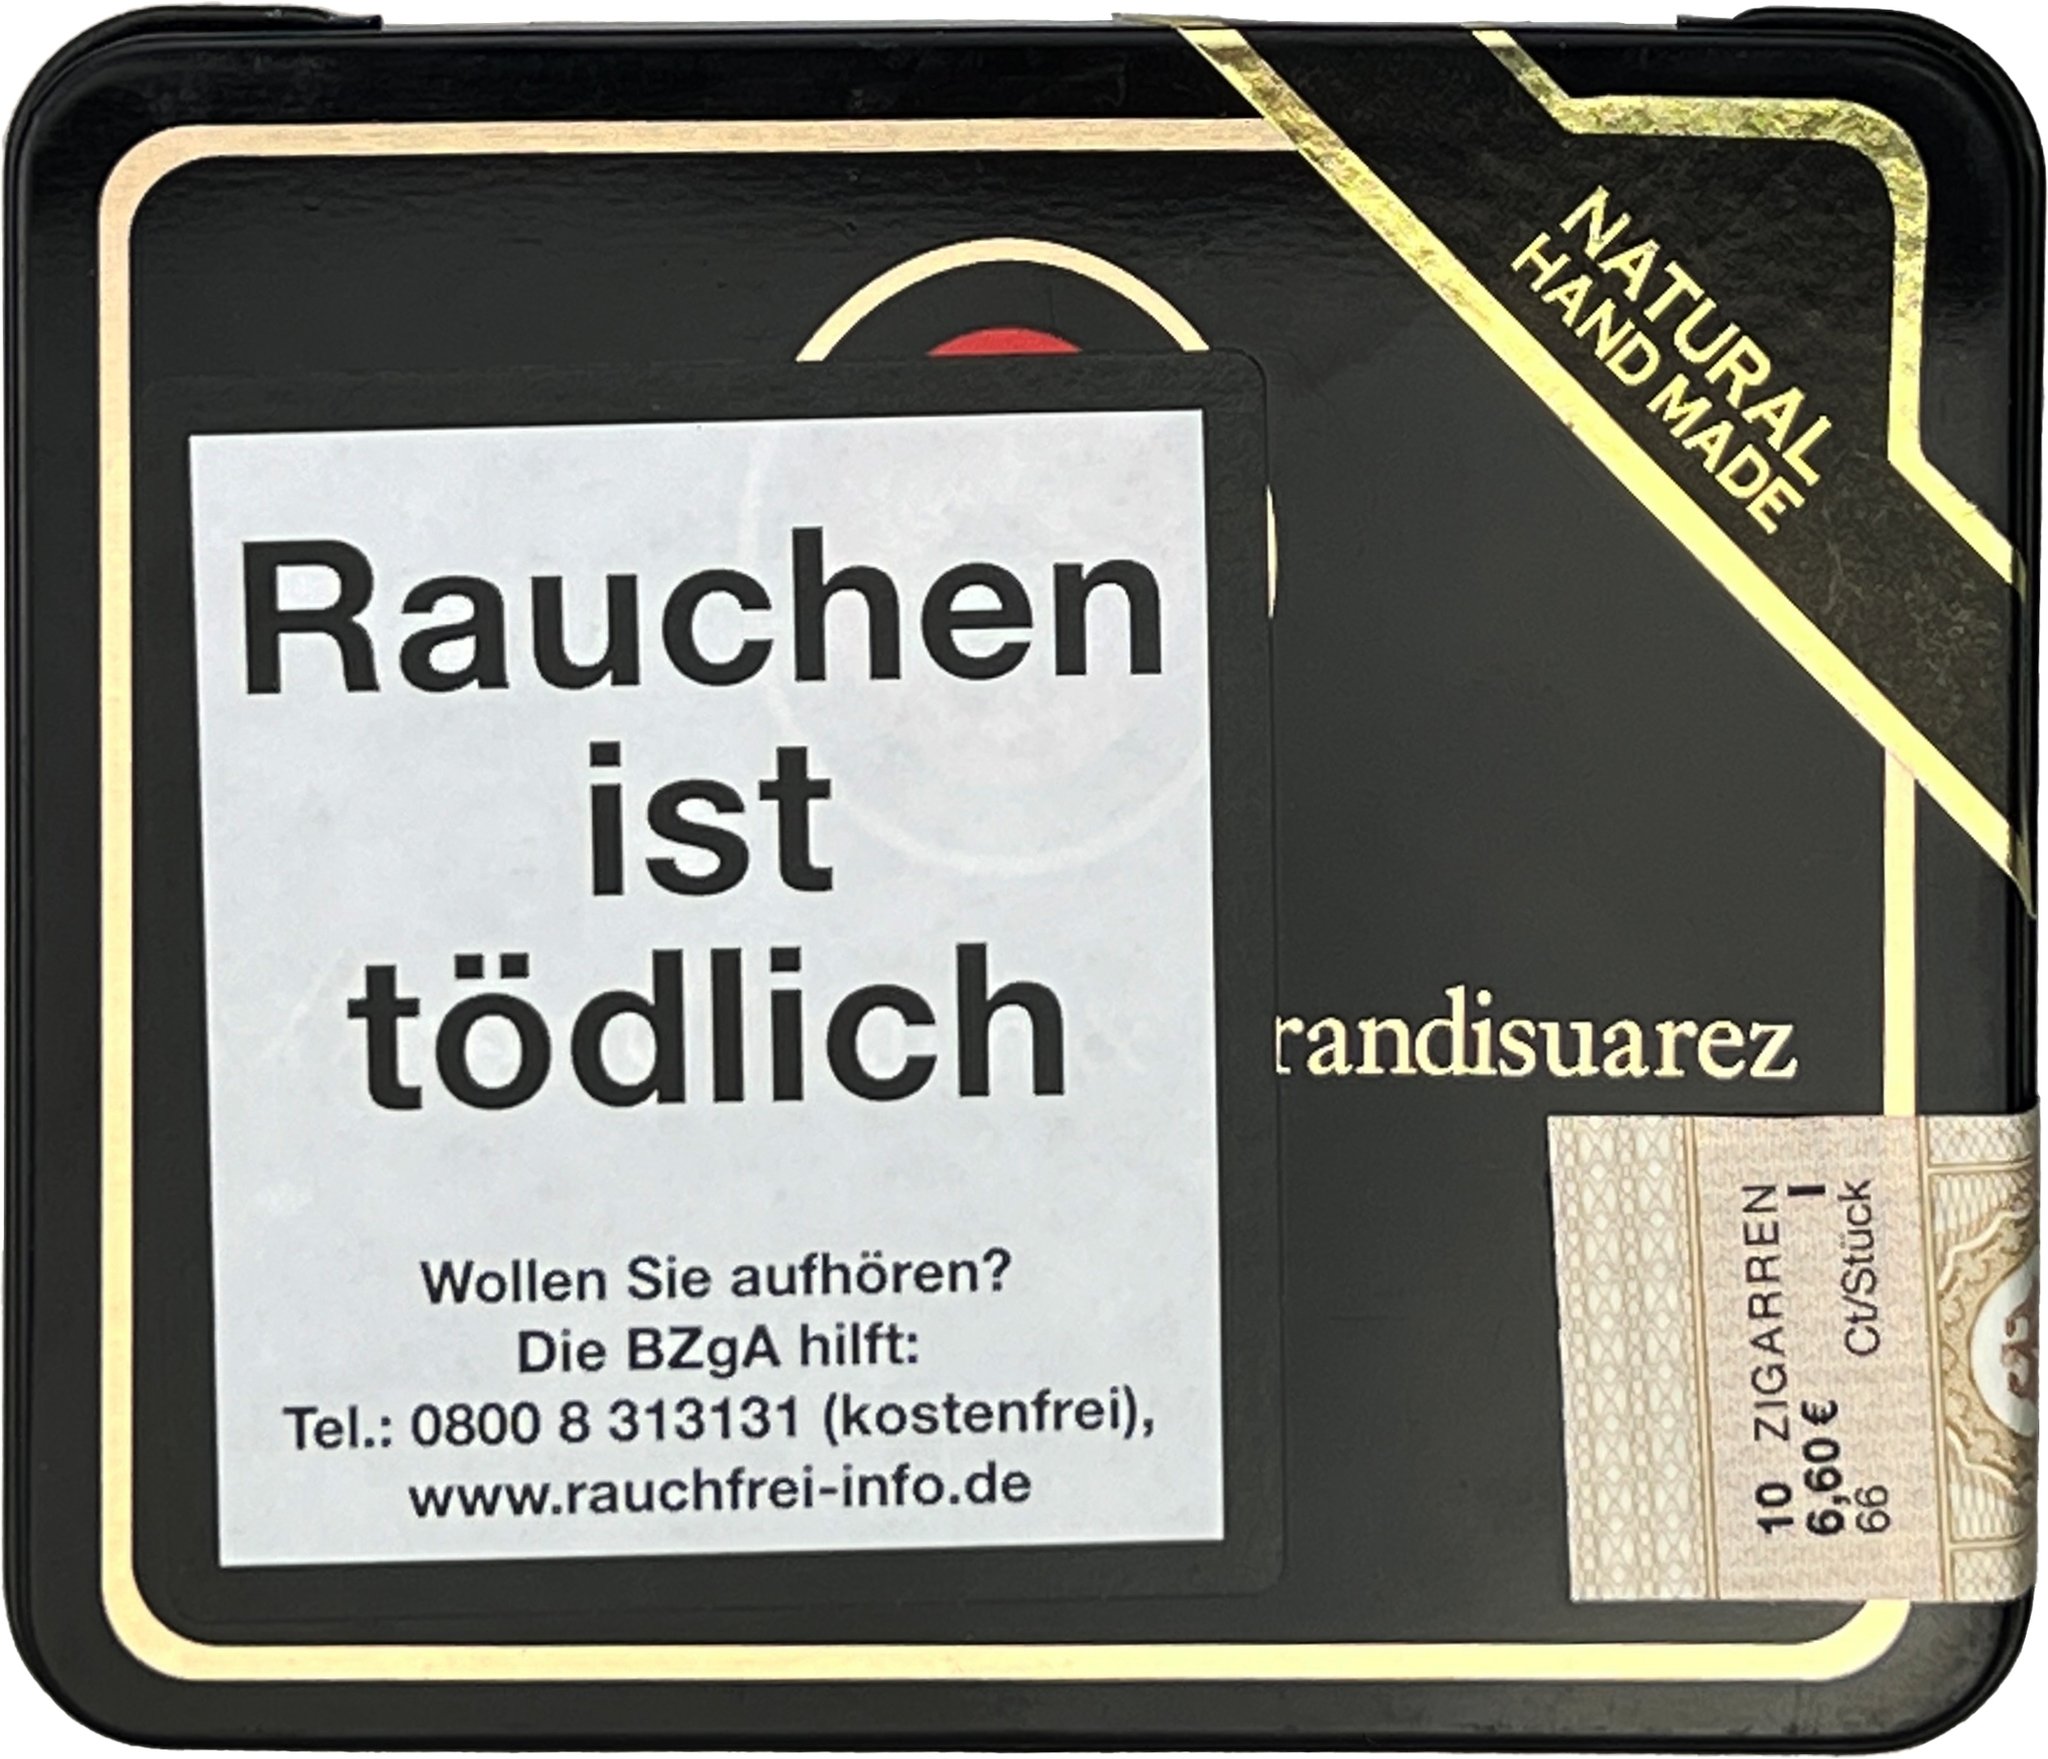 NATURAL
HAND MADE
Rauchen
ist
tödlich
Wollen Sie aufhören?
Die BZgA hilft:
Tel.: 0800 8 313131 (kostenfrei),
www.rauchfrei-info.de
randisuarez
10 ZIGARREN
6,60 € I
66 Ct/Stück